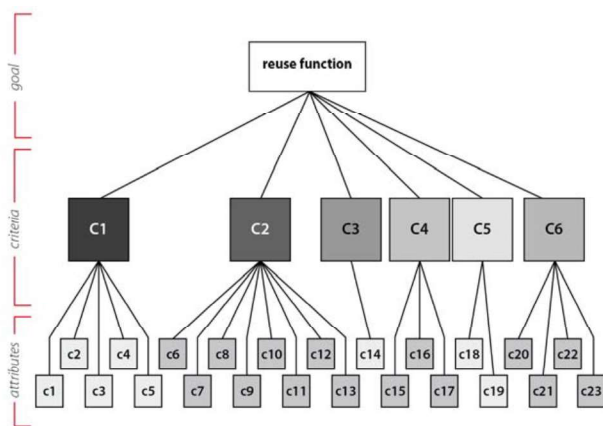 goal
reuse function
criteria
C1 C2 C3 C4 C5 C6
attributes
c2 c4 c6 c8 c10 c12 c14 c16 c18 c20 c22
c1 c3 c5 c7 c9 c11 c13 c15 c17 c19 c21 c23